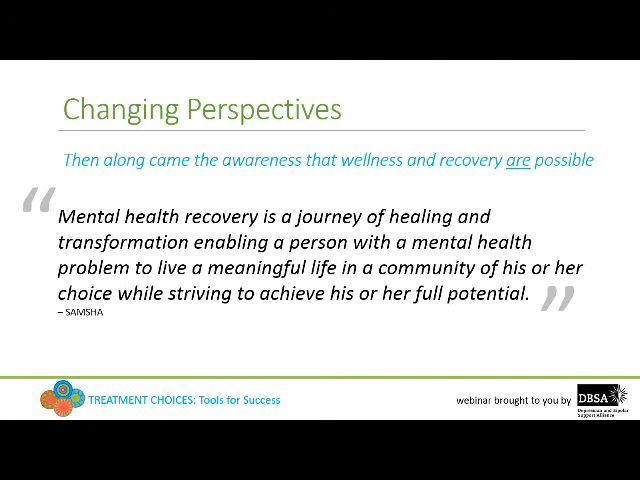 Changing Perspectives
Then along came the awareness that wellness and recovery are possible
“
Mental health recovery is a journey of healing and
transformation enabling a person with a mental health
problem to live a meaningful life in a community of his or her
choice while striving to achieve his or her full potential.
”
– SAMSHA
TREATMENT CHOICES: Tools for Success
webinar brought to you by
DBSA
Depression and Bipolar
Support Alliance